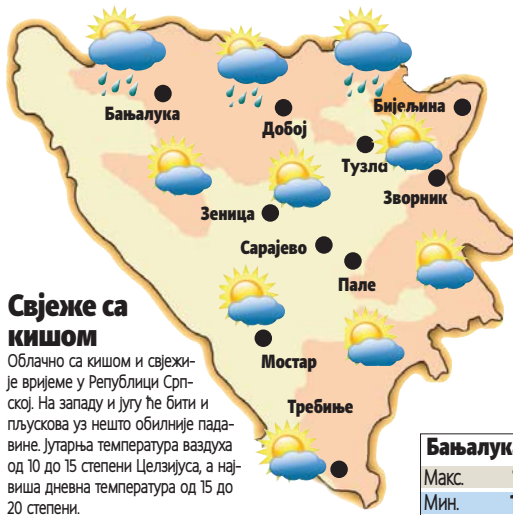 Бањалука
Добој
Бијељина
Тузла
Зворник
Зеница
Сарајево
Пале
Мостар
Требиње
Свјеже са
кишом
Облачно са кишом и свјежи-
је вријеме у Републици Срп-
ској. На западу и југу ће бити и
пљускова уз нешто обилније пада-
вине. Јутарња температура ваздуха
од 10 до 15 степени Целзијуса, а нај-
виша дневна температура од 15 до
20 степени.
Бањалука
Макс.
Мин.